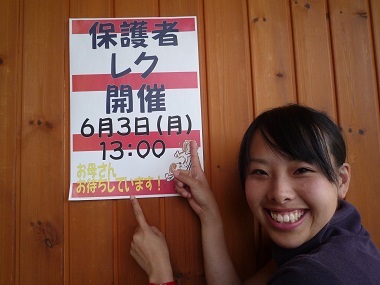 保護者
レク
開催
6月3日(月)
13:00
お母さん
お待ちしています!